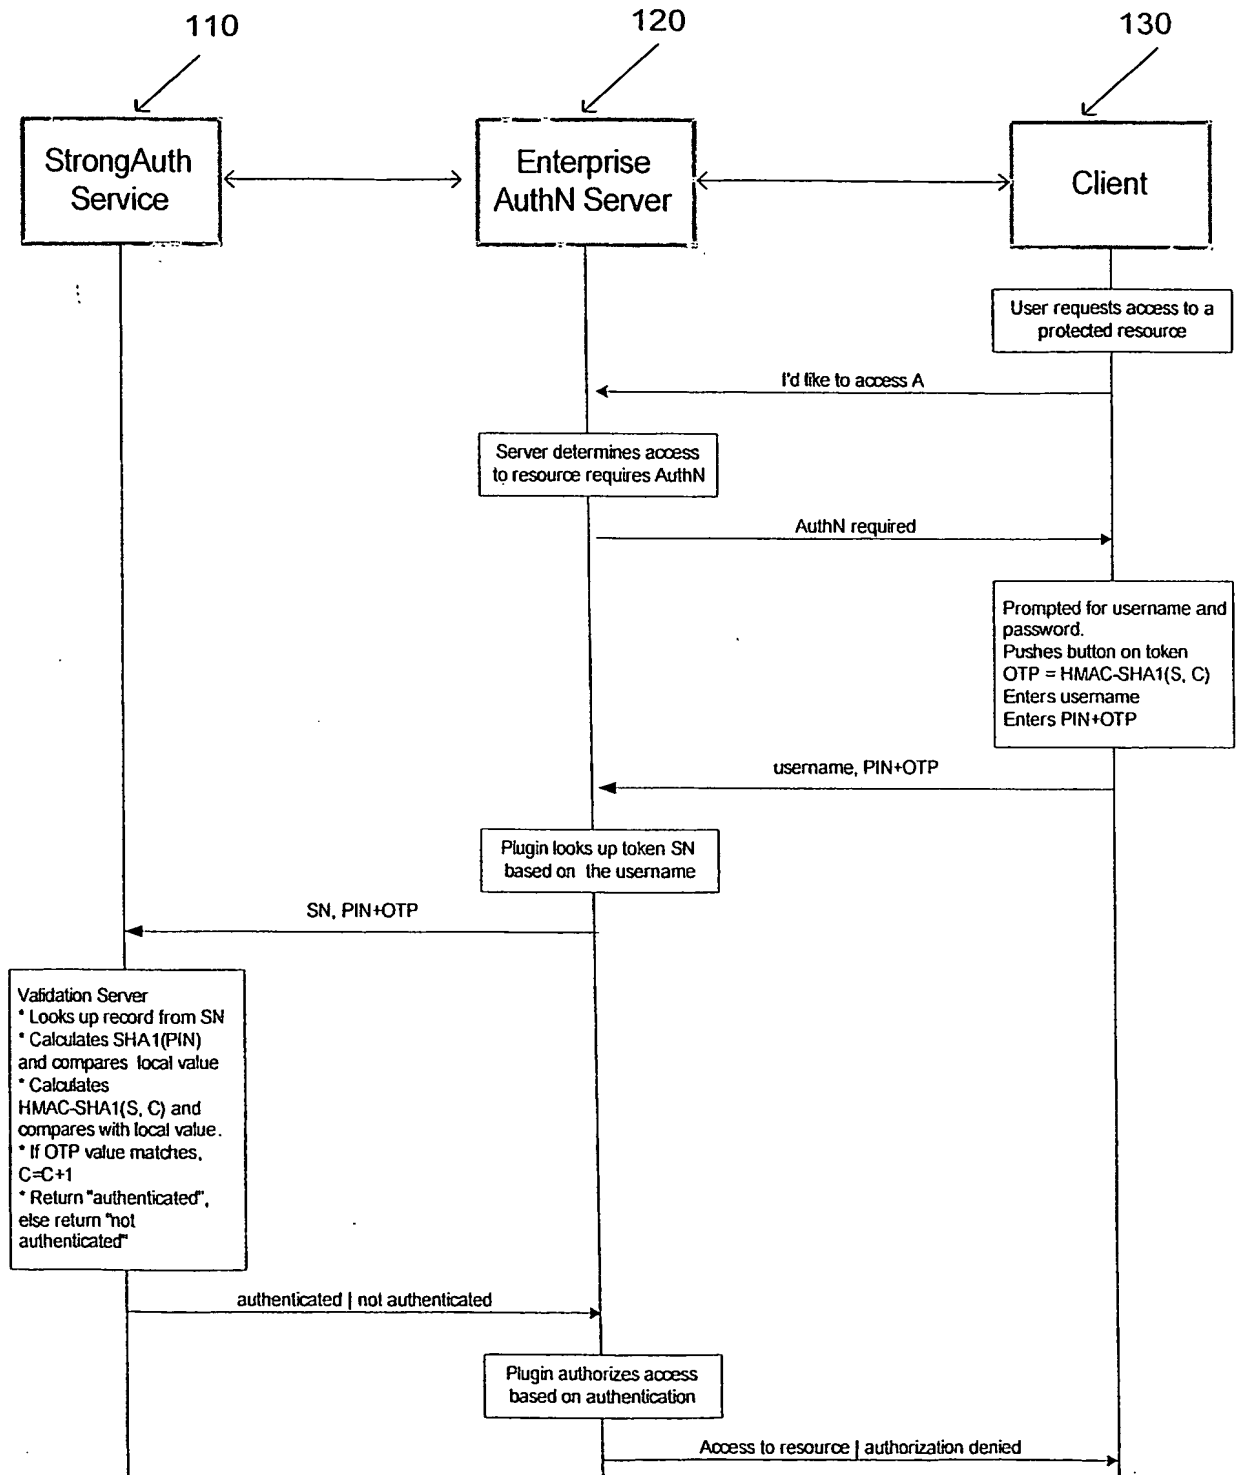 110
120
130
StrongAuth
Service
Enterprise
AuthN Server
Client
User requests access to a
protected resource
I'd like to access A
Server determines access
to resource requires AuthN
AuthN required
Prompted for username and
password.
Pushes button on token
OTP = HMAC-SHA1(S, C)
Enters username
Enters PIN+OTP
username, PIN+OTP
Plugin looks up token SN
based on the username
SN, PIN+OTP
Validation Server
* Looks up record from SN
* Calculates SHA1(PIN)
and compares local value
* Calculates
HMAC-SHA1(S, C) and
compares with local value.
* If OTP value matches,
C=C+1
* Return "authenticated",
else return "not
authenticated"
authenticated | not authenticated
Plugin authorizes access
based on authentication
Access to resource | authorization denied